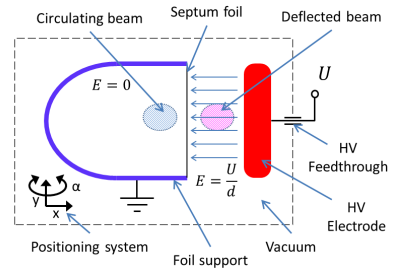 Circulating beam
Septum foil
Deflected beam
E = 0
U
E = U/d
HV
Feedthrough
α
y
x
HV
Electrode
Positioning system
Foil support
Vacuum